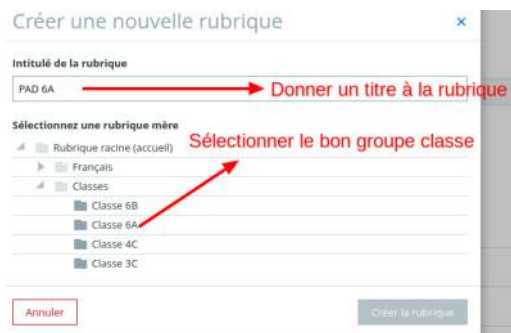 Créer une nouvelle rubrique ×
Intitulé de la rubrique
PAD 6A
Donner un titre à la rubrique
Sélectionnez une rubrique mère
Sélectionner le bon groupe classe
Rubrique racine (accueil)
Français
Classes
Classe 6B
Classe 6A
Classe 4C
Classe 3C
Annuler
Créer la rubrique